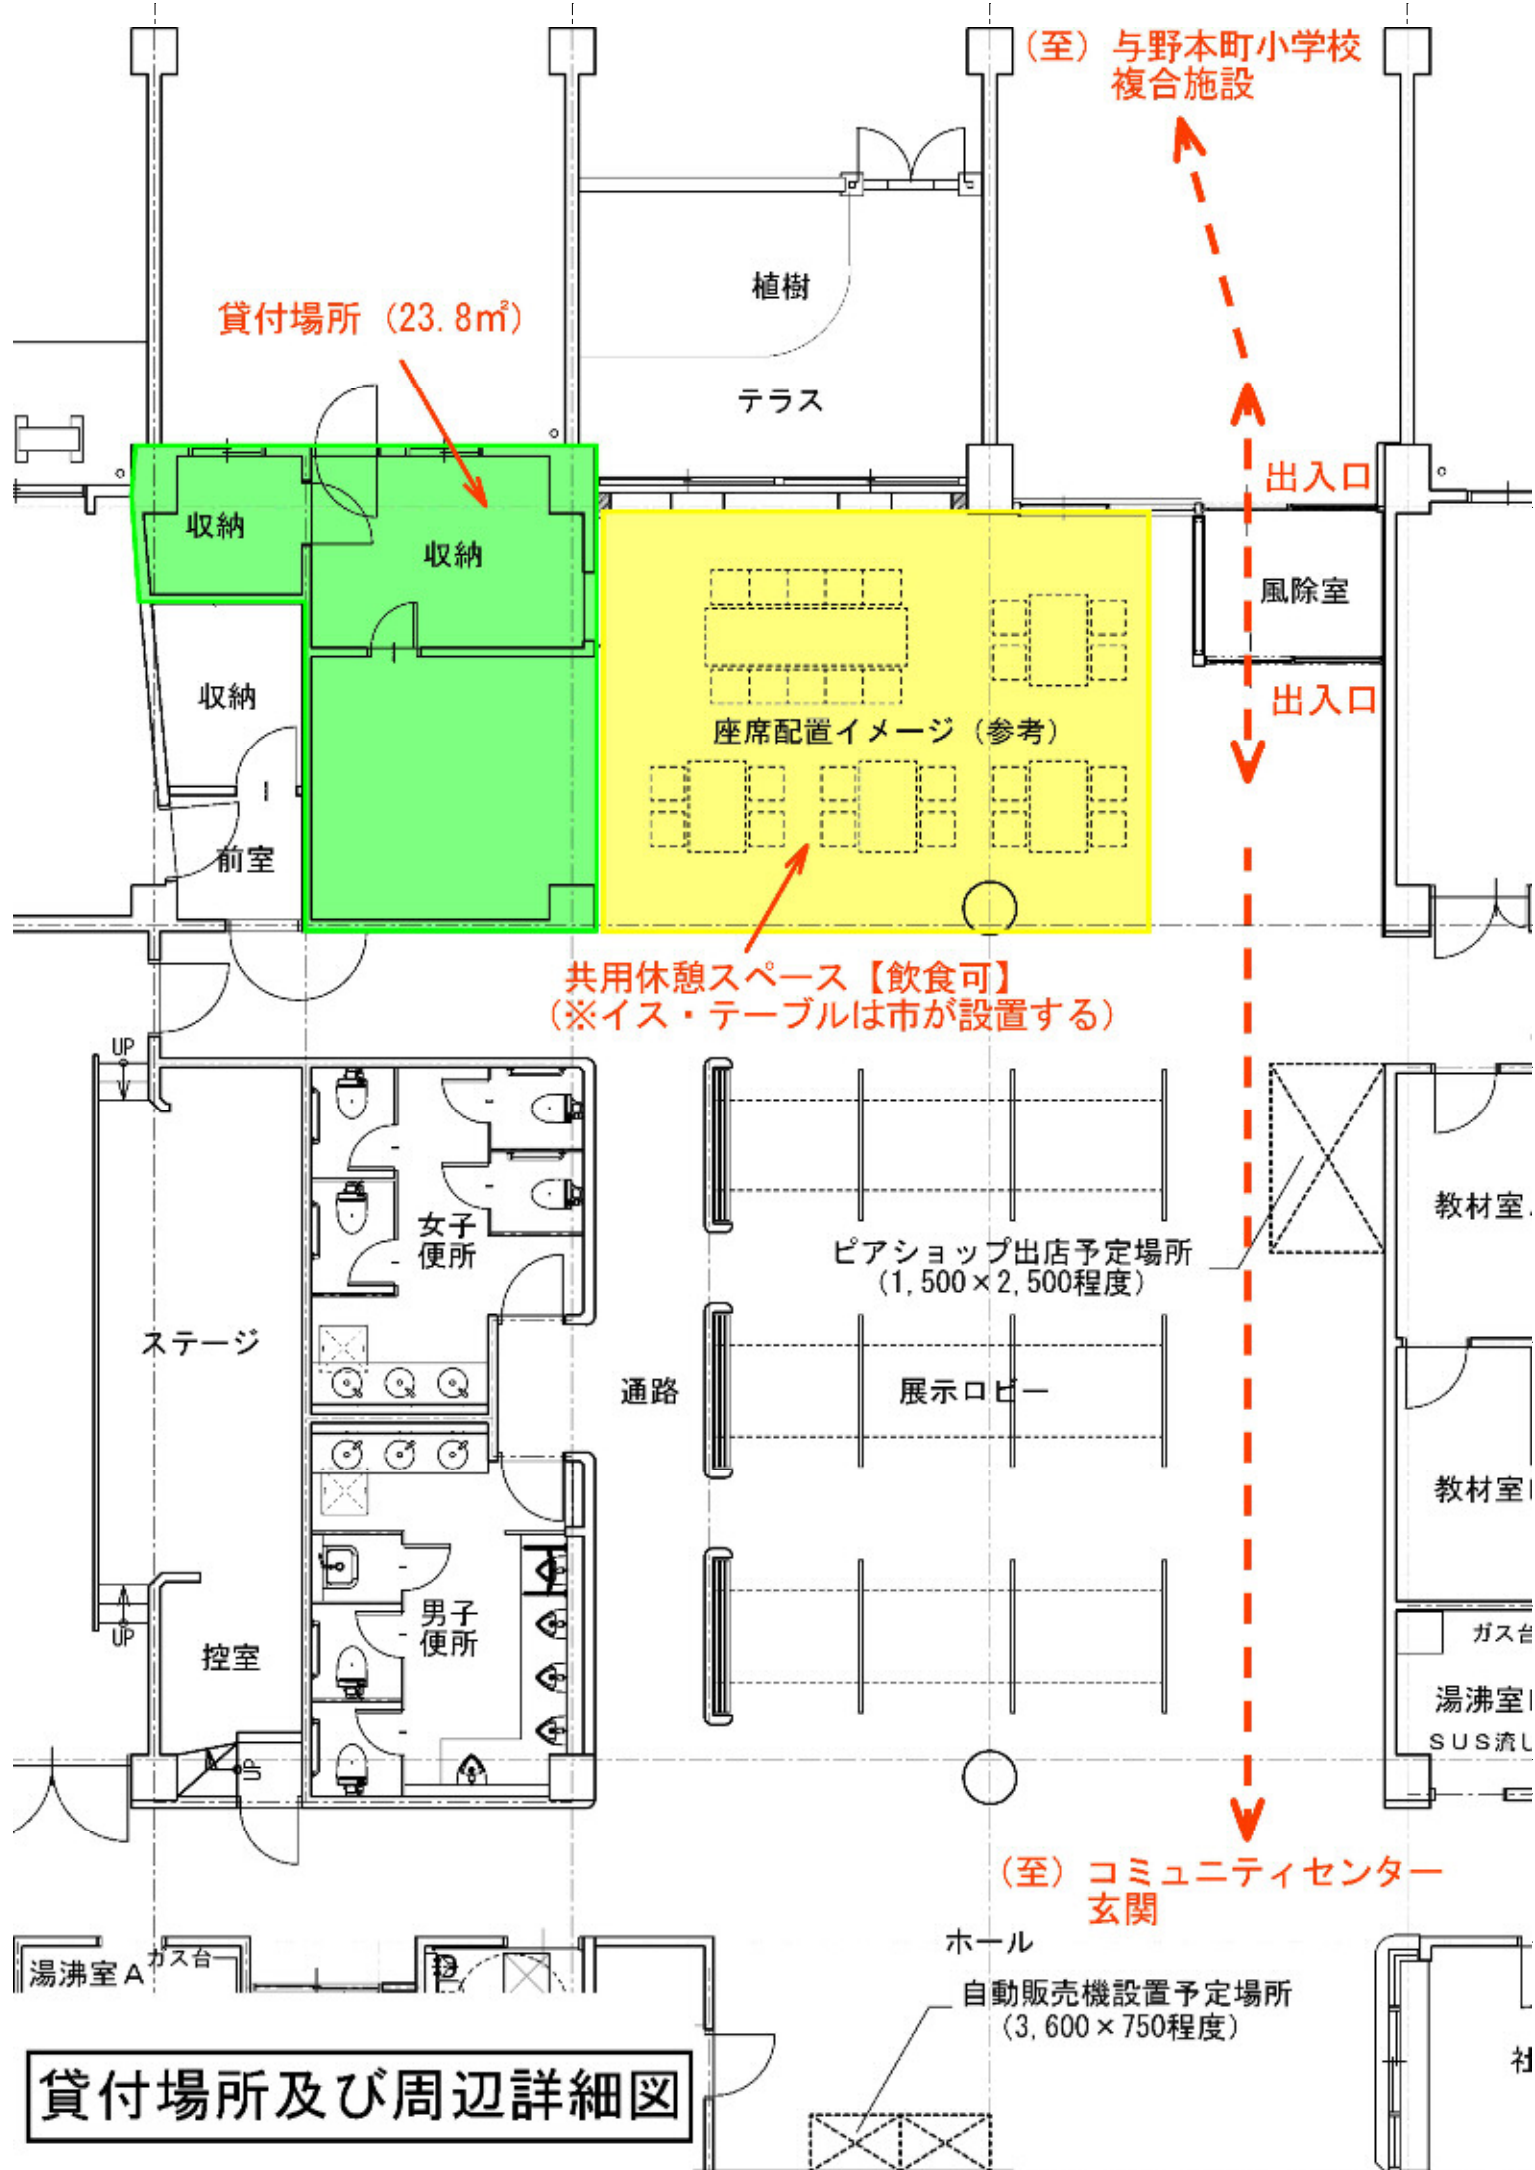 （至）与野本町小学校
複合施設
植樹
貸付場所（23.8㎡）
テラス
出入口
収納
収納
風除室
収納
出入口
座席配置イメージ（参考）
前室
共用休憩スペース【飲食可】
（※イス・テーブルは市が設置する）
UP
教材室
女子
便所
ピアショップ出店予定場所
（1,500×2,500程度）
ステージ
通路
展示ロビー
教材室
男子
便所
UP
控室
ガス台
湯沸室
SUS流し
UP
（至）コミュニティセンター
玄関
ホール
湯沸室A
ガス台
自動販売機設置予定場所
（3,600×750程度）
社
貸付場所及び周辺詳細図